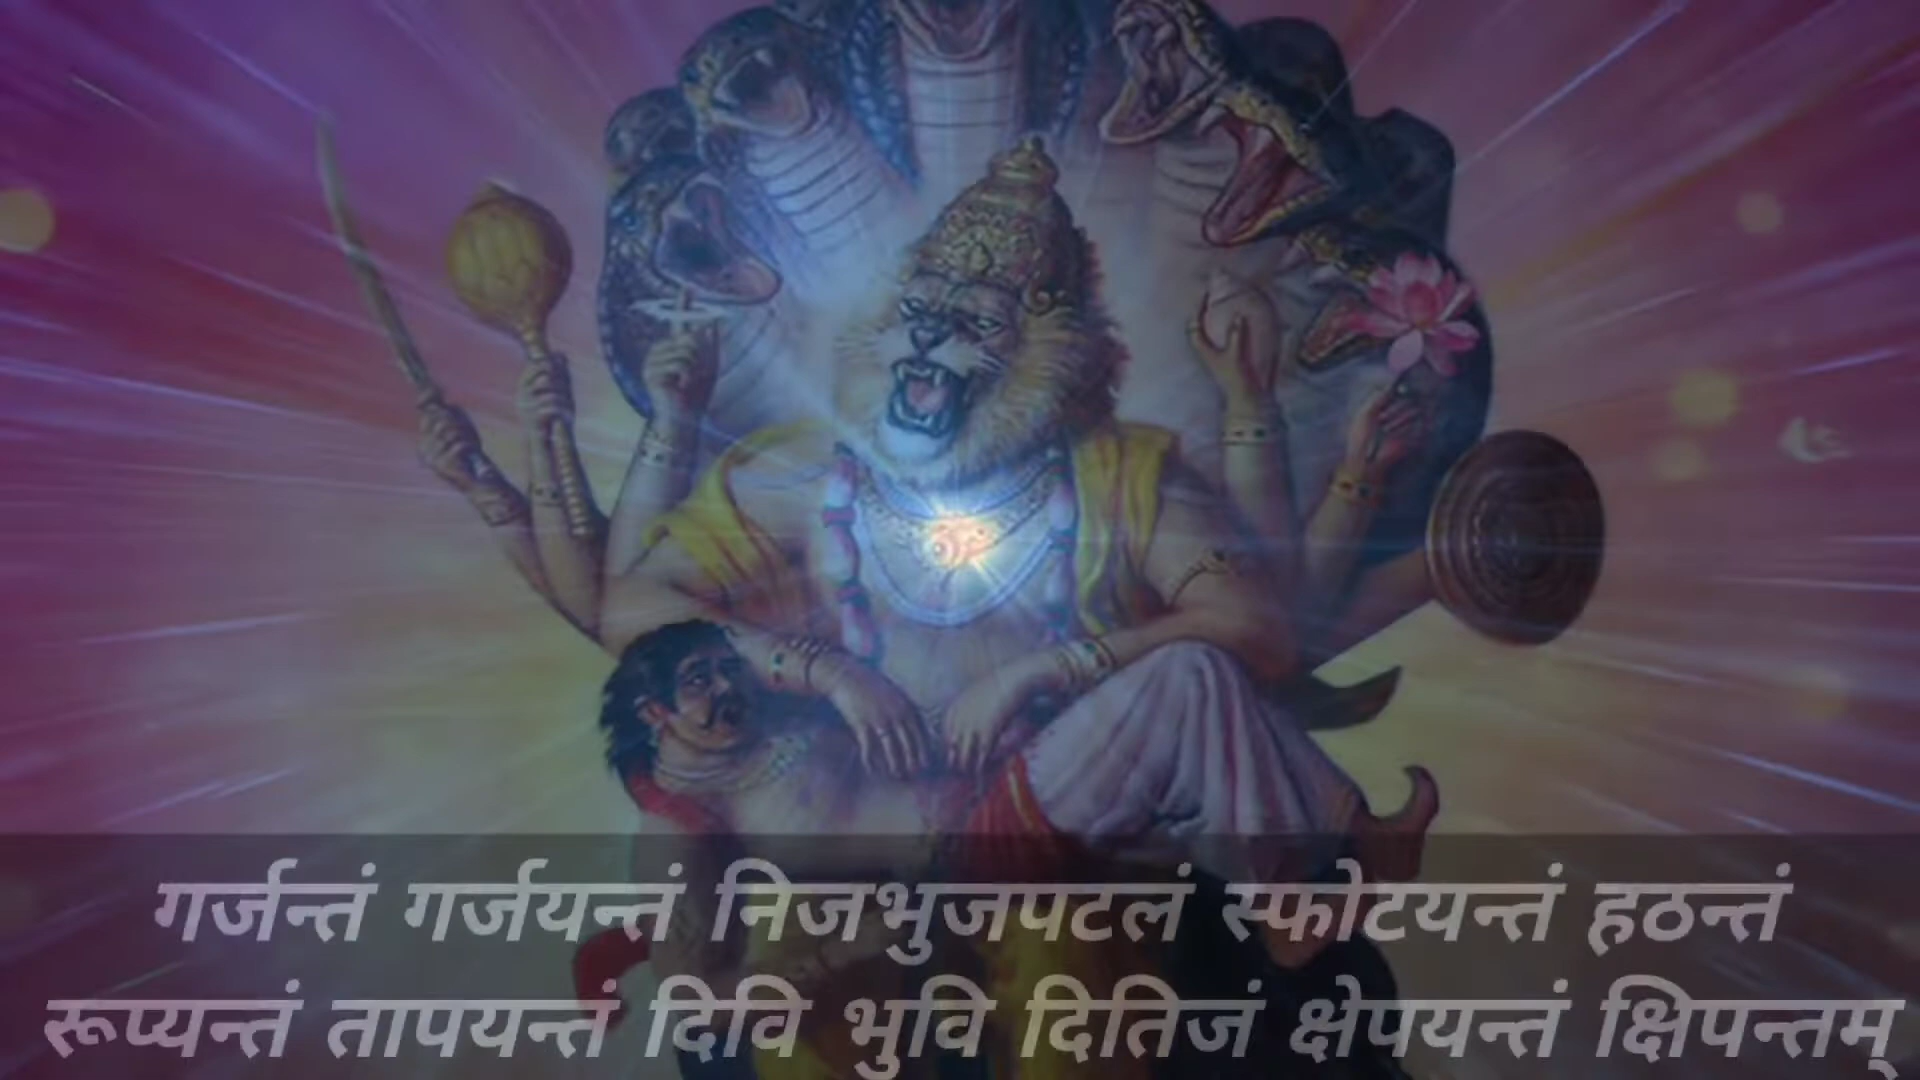 गर्जन्तं गर्जयन्तं निजभुजपटलं स्फोटयन्तं हठन्तं
रूप्यन्तं तापयन्तं दिवि भुवि दितिजं क्षेपयन्तं क्षिपन्तम्